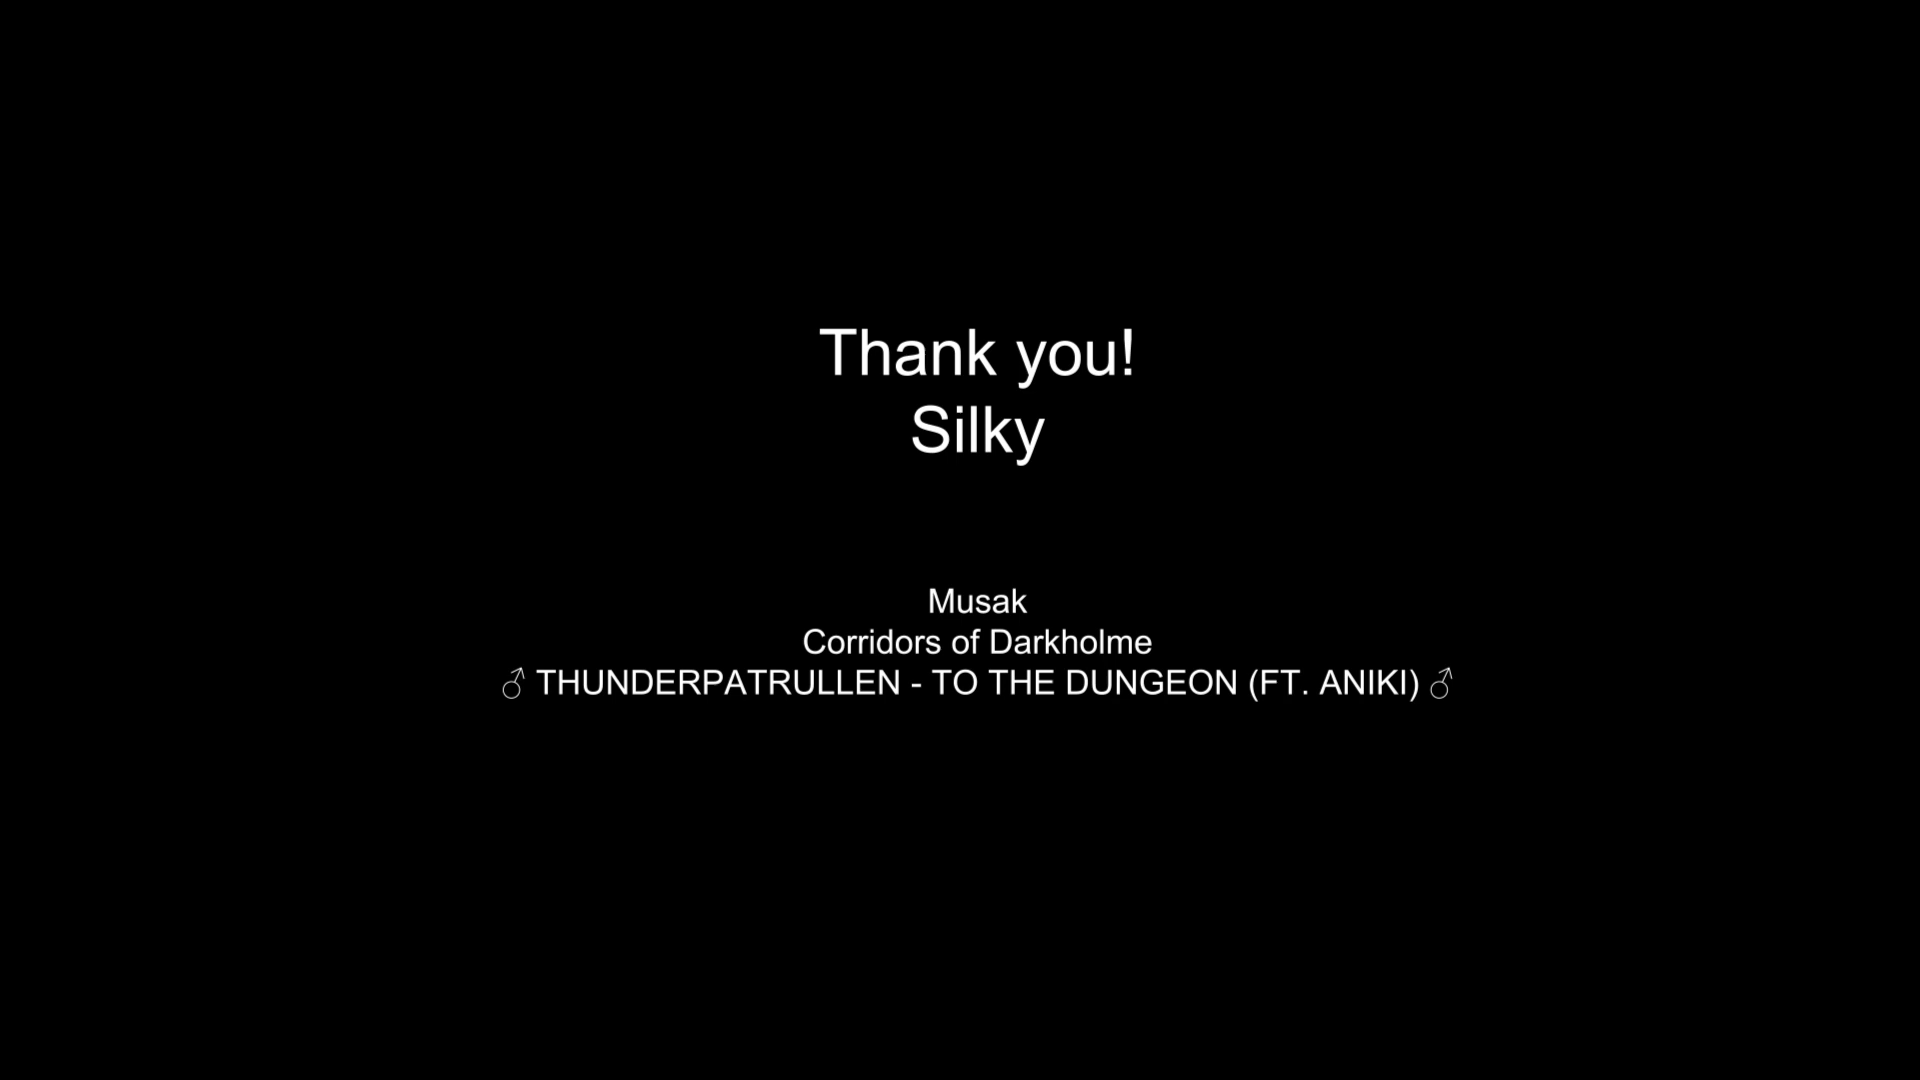 Thank you!
Silky
Musak
Corridors of Darkholme
♂ THUNDERPATRULLEN - TO THE DUNGEON (FT. ANIKI) ♂